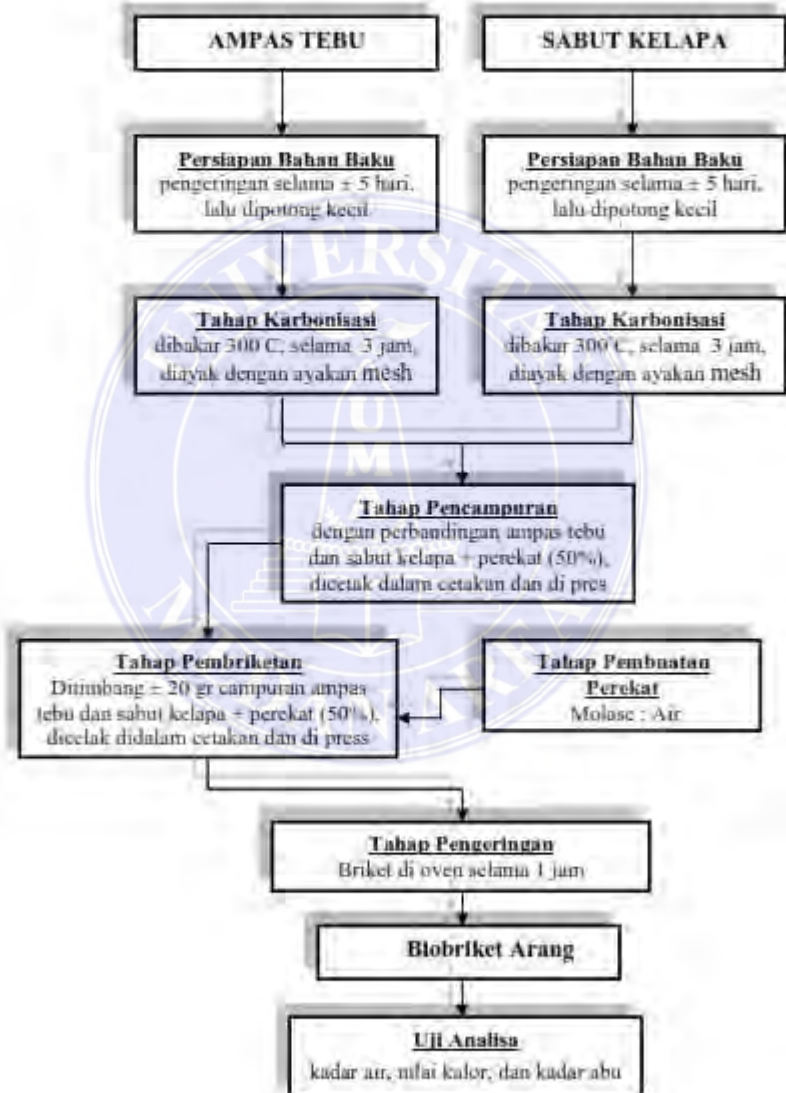 AMPAS TEBU
SABUT KELAPA
Persiapan Bahan Baku
pengeringan selama ± 5 hari,
lalu dipotong kecil
Persiapan Bahan Baku
pengeringan selama ± 5 hari,
lalu dipotong kecil
Tahap Karbonisasi
dibakar 300 C, selama 3 jam,
diayak dengan ayakan mesh
Tahap Karbonisasi
dibakar 300 C, selama 3 jam,
diayak dengan ayakan mesh
Tahap Pencampuran
dengan perbandingan ampas tebu
dan sabut kelapa + perekat (50%),
dicetak dalam cetakan dan di pres
Tahap Pembriketan
Ditimbang ± 20 gr campuran ampas
tebu dan sabut kelapa + perekat (50%),
dicetak didalam cetakan dan di press
Tahap Pembuatan
Perekat
Molase : Air
Tahap Pengeringan
Briket di oven selama 1 jam
Biobriket Arang
Uji Analisa
kadar air, nilai kalor, dan kadar abu
UNIVERSITA
UMA
MEDAN AREA